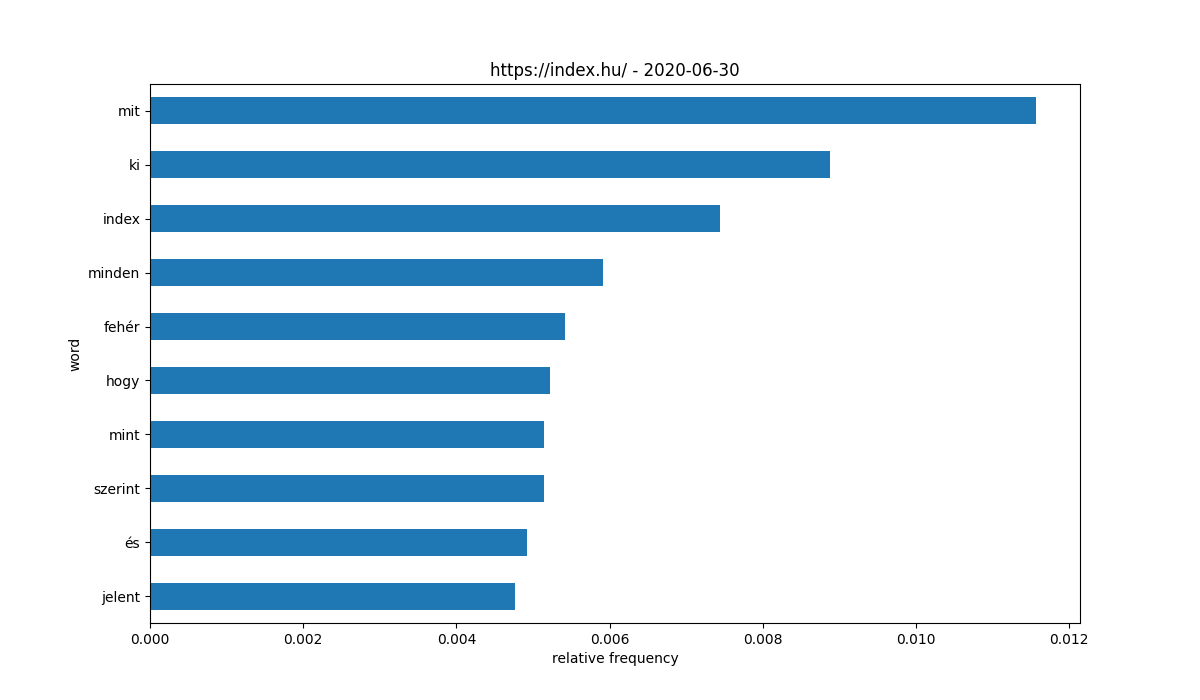 https://index.hu/ - 2020-06-30
mit
ki
index
minden
fehér
hogy
mint
szerint
és
jelent
word
0.000 0.002 0.004 0.006 0.008 0.010 0.012
relative frequency